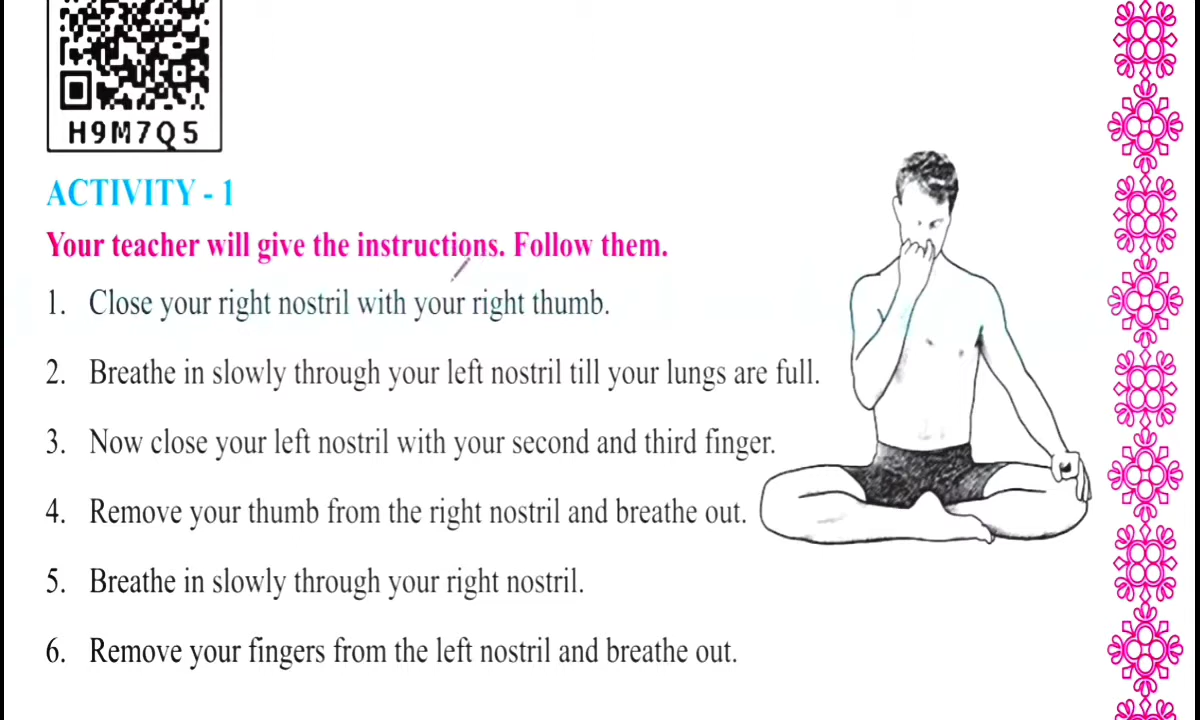 H9M7Q5
ACTIVITY - 1
Your teacher will give the instructions. Follow them.
1. Close your right nostril with your right thumb.
2. Breathe in slowly through your left nostril till your lungs are full.
3. Now close your left nostril with your second and third finger.
4. Remove your thumb from the right nostril and breathe out.
5. Breathe in slowly through your right nostril.
6. Remove your fingers from the left nostril and breathe out.